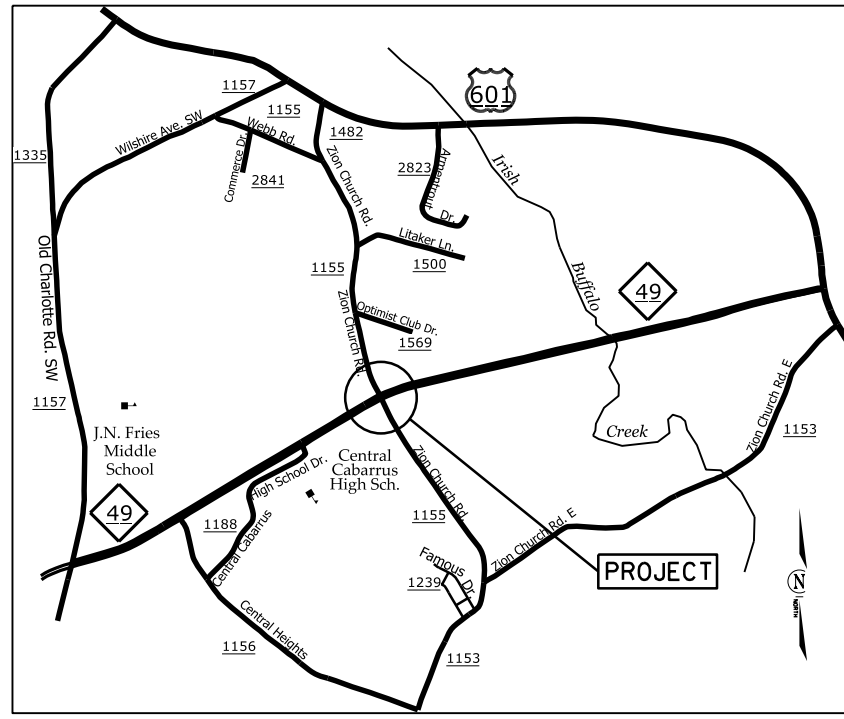 1157
601
1155
Wilshire Ave. SW
Webb Rd.
1482
1335
Commerce Dr.
Zion Church Rd.
2823
Armentrout
Dr.
Irish
2841
Litaker Ln.
1500
Old Charlotte Rd. SW
1155
Buffalo
49
Zion Church Rd.
Optimist Club Dr.
1569
1157
J.N. Fries
Middle
School
Central
Cabarrus
High Sch.
Creek
Zion Church Rd. E
1153
High School Dr.
Zion Church Rd.
49
1188
Central Cabarrus
1155
Zion Church Rd. E
Famous
Dr.
1239
PROJECT
N
NORTH
Central Heights
1156
1153